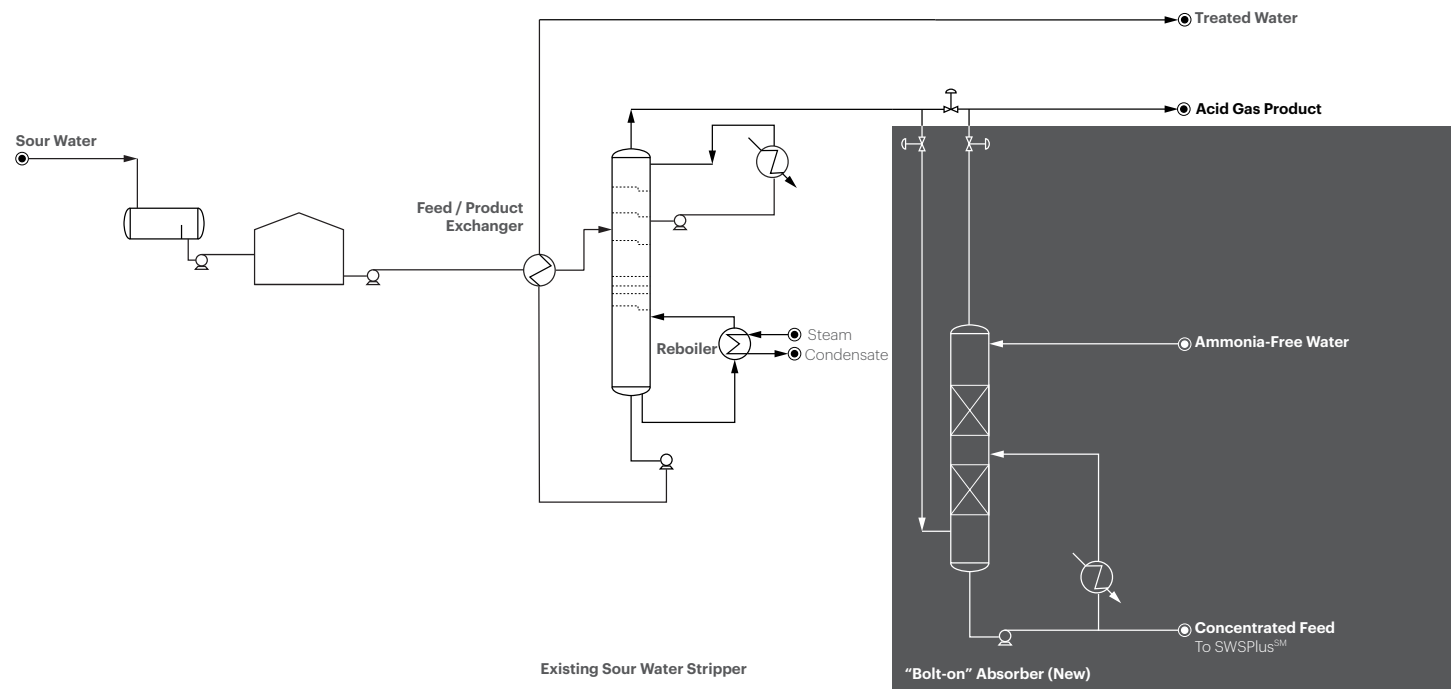 Treated Water
Acid Gas Product
Sour Water
Feed / Product
Exchanger
Steam
Reboiler
Condensate
Ammonia-Free Water
Concentrated Feed
To SWSPlus℠
Existing Sour Water Stripper
“Bolt-on” Absorber (New)